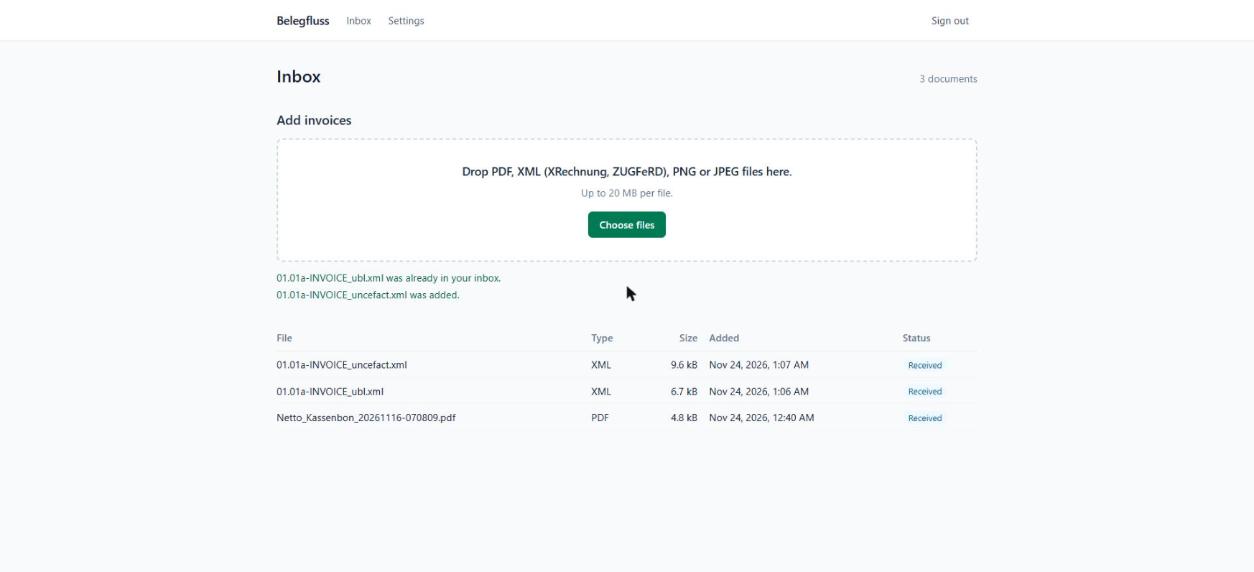 Belegfluss Inbox Settings Sign out
Inbox 3 documents
Add invoices
Drop PDF, XML (XRechnung, ZUGFeRD), PNG or JPEG files here.
Up to 20 MB per file.
Choose files
01.01a-INVOICE_ubl.xml was already in your inbox.
01.01a-INVOICE_uncefact.xml was added.
File Type Size Added Status
01.01a-INVOICE_uncefact.xml XML 9.6 kB Nov 24, 2026, 1:07 AM Received
01.01a-INVOICE_ubl.xml XML 6.7 kB Nov 24, 2026, 1:06 AM Received
Netto_Kassenbon_20261116-070809.pdf PDF 4.8 kB Nov 24, 2026, 12:40 AM Received